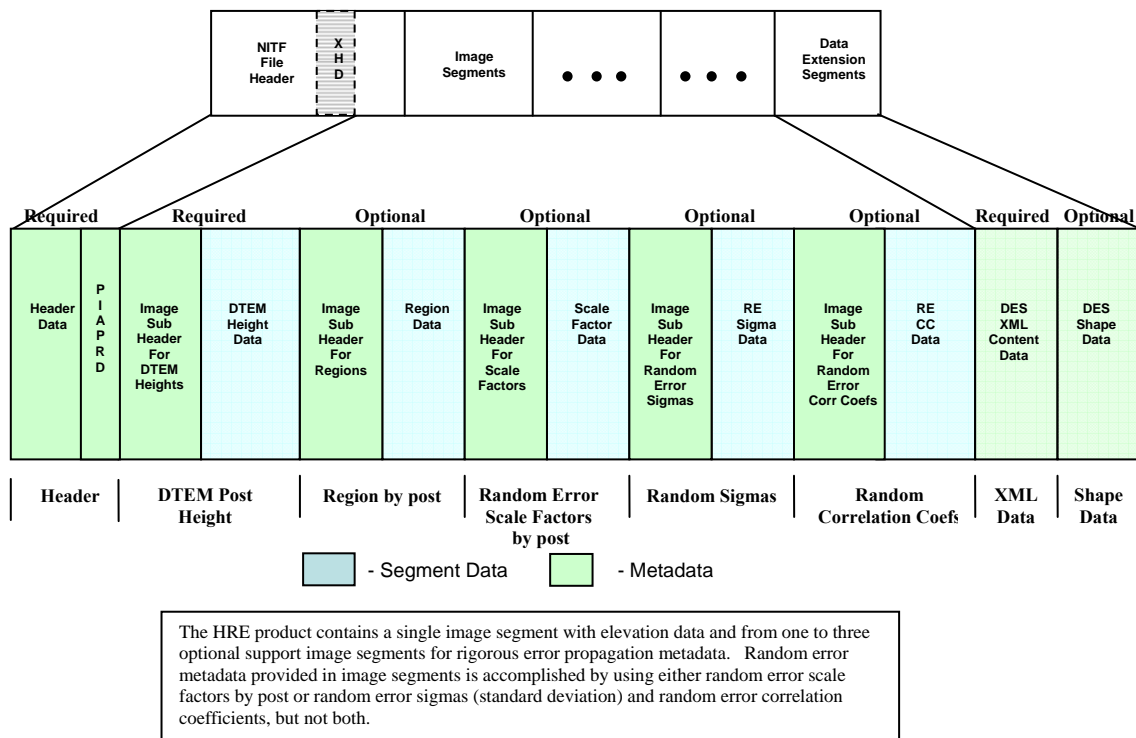 NITF
File
Header
X
H
D
Image
Segments
Data
Extension
Segments
Required
Required
Optional
Optional
Optional
Optional
Required
Optional
Header
Data
P
I
A
P
R
D
Image
Sub
Header
For
DTEM
Heights
DTEM
Height
Data
Image
Sub
Header
For
Regions
Region
Data
Image
Sub
Header
For
Scale
Factors
Scale
Factor
Data
Image
Sub
Header
For
Random
Error
Sigmas
RE
Sigma
Data
Image
Sub
Header
For
Random
Error
Corr Coefs
RE
CC
Data
DES
XML
Content
Data
DES
Shape
Data
Header
DTEM Post
Height
Region by post
Random Error
Scale Factors
by post
Random Sigmas
Random
Correlation Coefs
XML
Data
Shape
Data
- Segment Data
- Metadata
The HRE product contains a single image segment with elevation data and from one to three
optional support image segments for rigorous error propagation metadata. Random error
metadata provided in image segments is accomplished by using either random error scale
factors by post or random error sigmas (standard deviation) and random error correlation
coefficients, but not both.